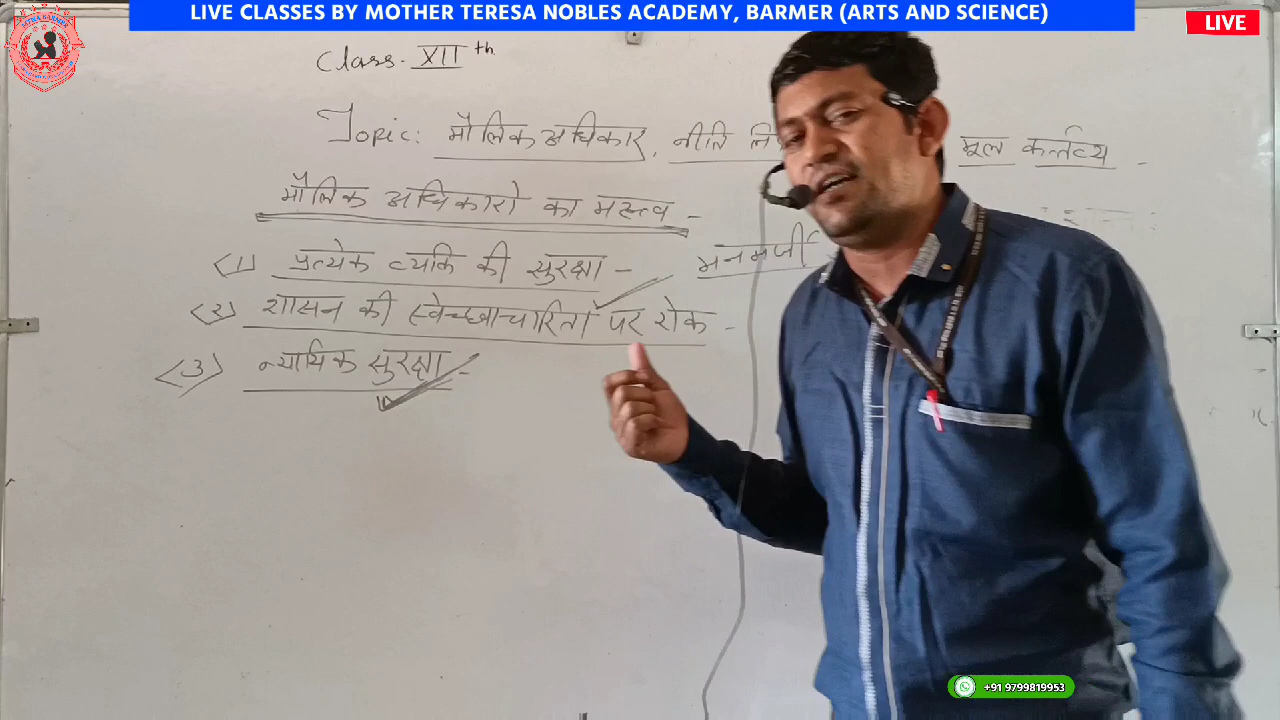 LIVE CLASSES BY MOTHER TERESA NOBLES ACADEMY, BARMER (ARTS AND SCIENCE)
LIVE
Class. XII th
Topic: मौलिक अधिकार, नीति मूल कर्तव्य -
मौलिक अधिकारो का महत्व -
(1) प्रत्येक व्यक्ति की सुरक्षा - मनमर्जी
(2) शासन की स्वेच्छाचारिता पर रोक -
(3) न्यायिक सुरक्षा -
+91 9799819953